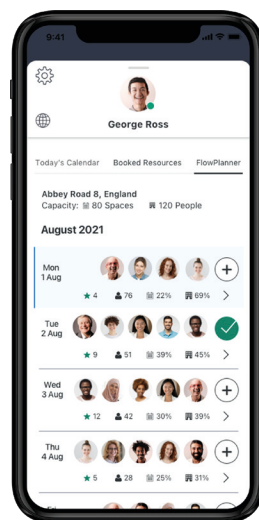 9:41
George Ross
Today's Calendar Booked Resources FlowPlanner
Abbey Road 8, England
Capacity: 80 Spaces 120 People
August 2021
Mon
1 Aug
4 76 22% 69%
Tue
2 Aug
9 51 39% 45%
Wed
3 Aug
12 42 30% 39%
Thu
4 Aug
5 28 25% 31%